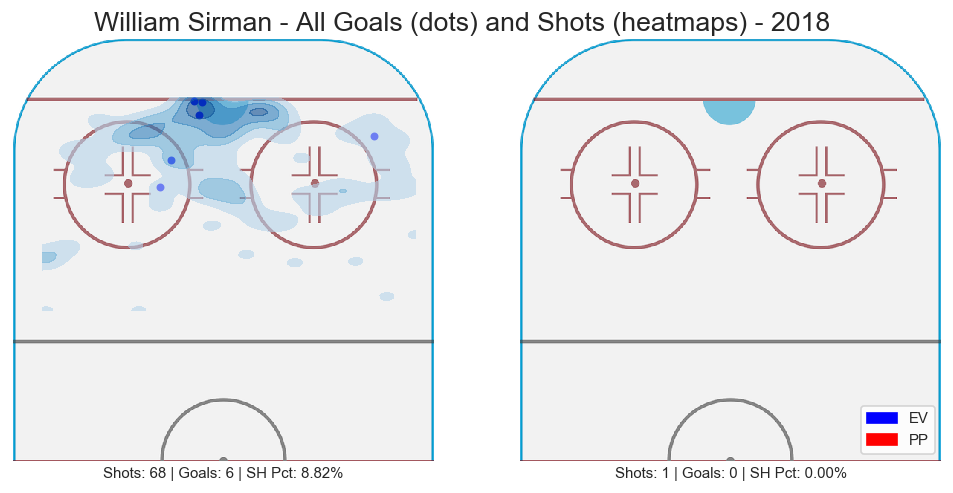 William Sirman - All Goals (dots) and Shots (heatmaps) - 2018
EV
PP
Shots: 68 | Goals: 6 | SH Pct: 8.82%
Shots: 1 | Goals: 0 | SH Pct: 0.00%